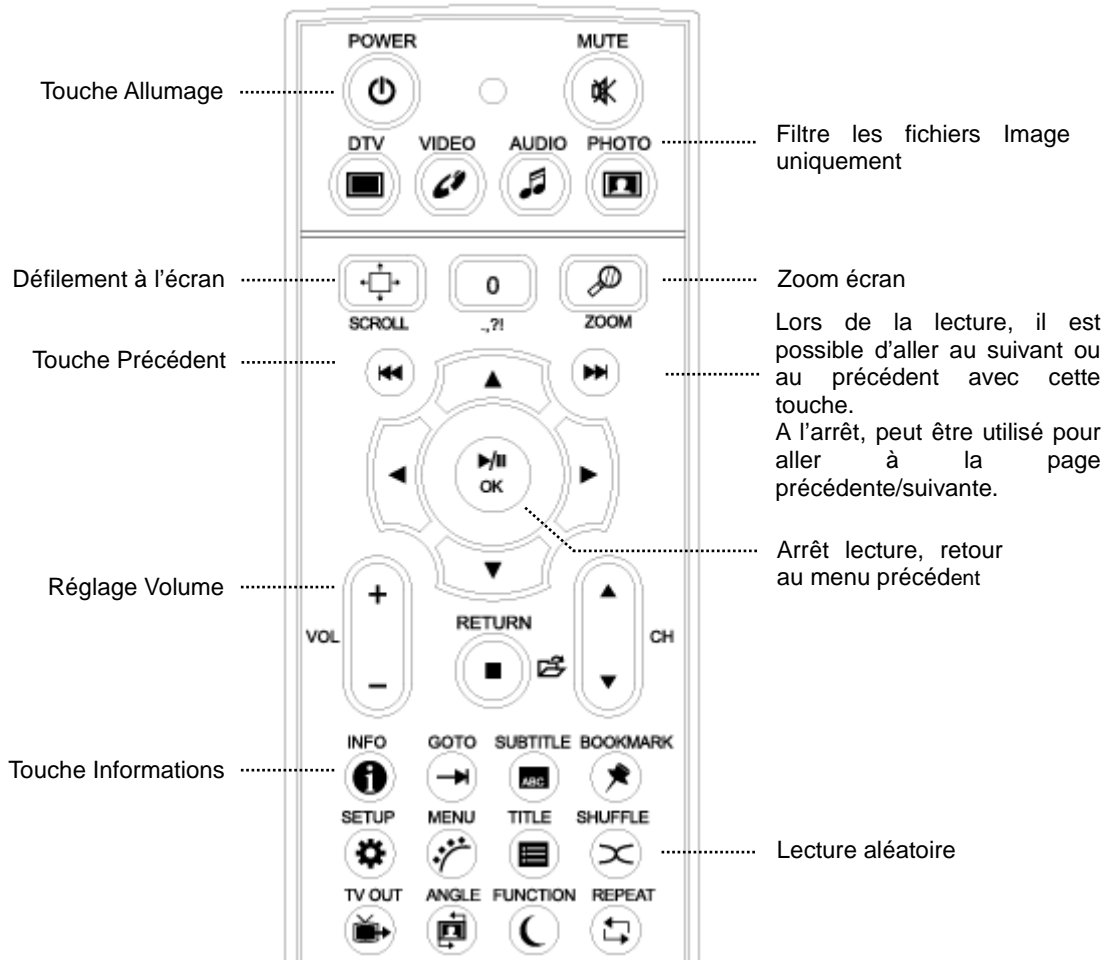 POWER MUTE
Touche Allumage
DTV VIDEO AUDIO PHOTO
Filtre les fichiers Image
uniquement
Défilement à l'écran
0
Zoom écran
SCROLL .,?! ZOOM
Touche Précédent
Lors de la lecture, il est
possible d'aller au suivant ou
au précédent avec cette
touche.
A l'arrêt, peut être utilisé pour
aller à la page
précédente/suivante.
OK
Arrêt lecture, retour
au menu précédent
Réglage Volume
+
VOL
-
RETURN
CH
INFO GOTO SUBTITLE BOOKMARK
Touche Informations
ABC
SETUP MENU TITLE SHUFFLE
Lecture aléatoire
TV OUT ANGLE FUNCTION REPEAT